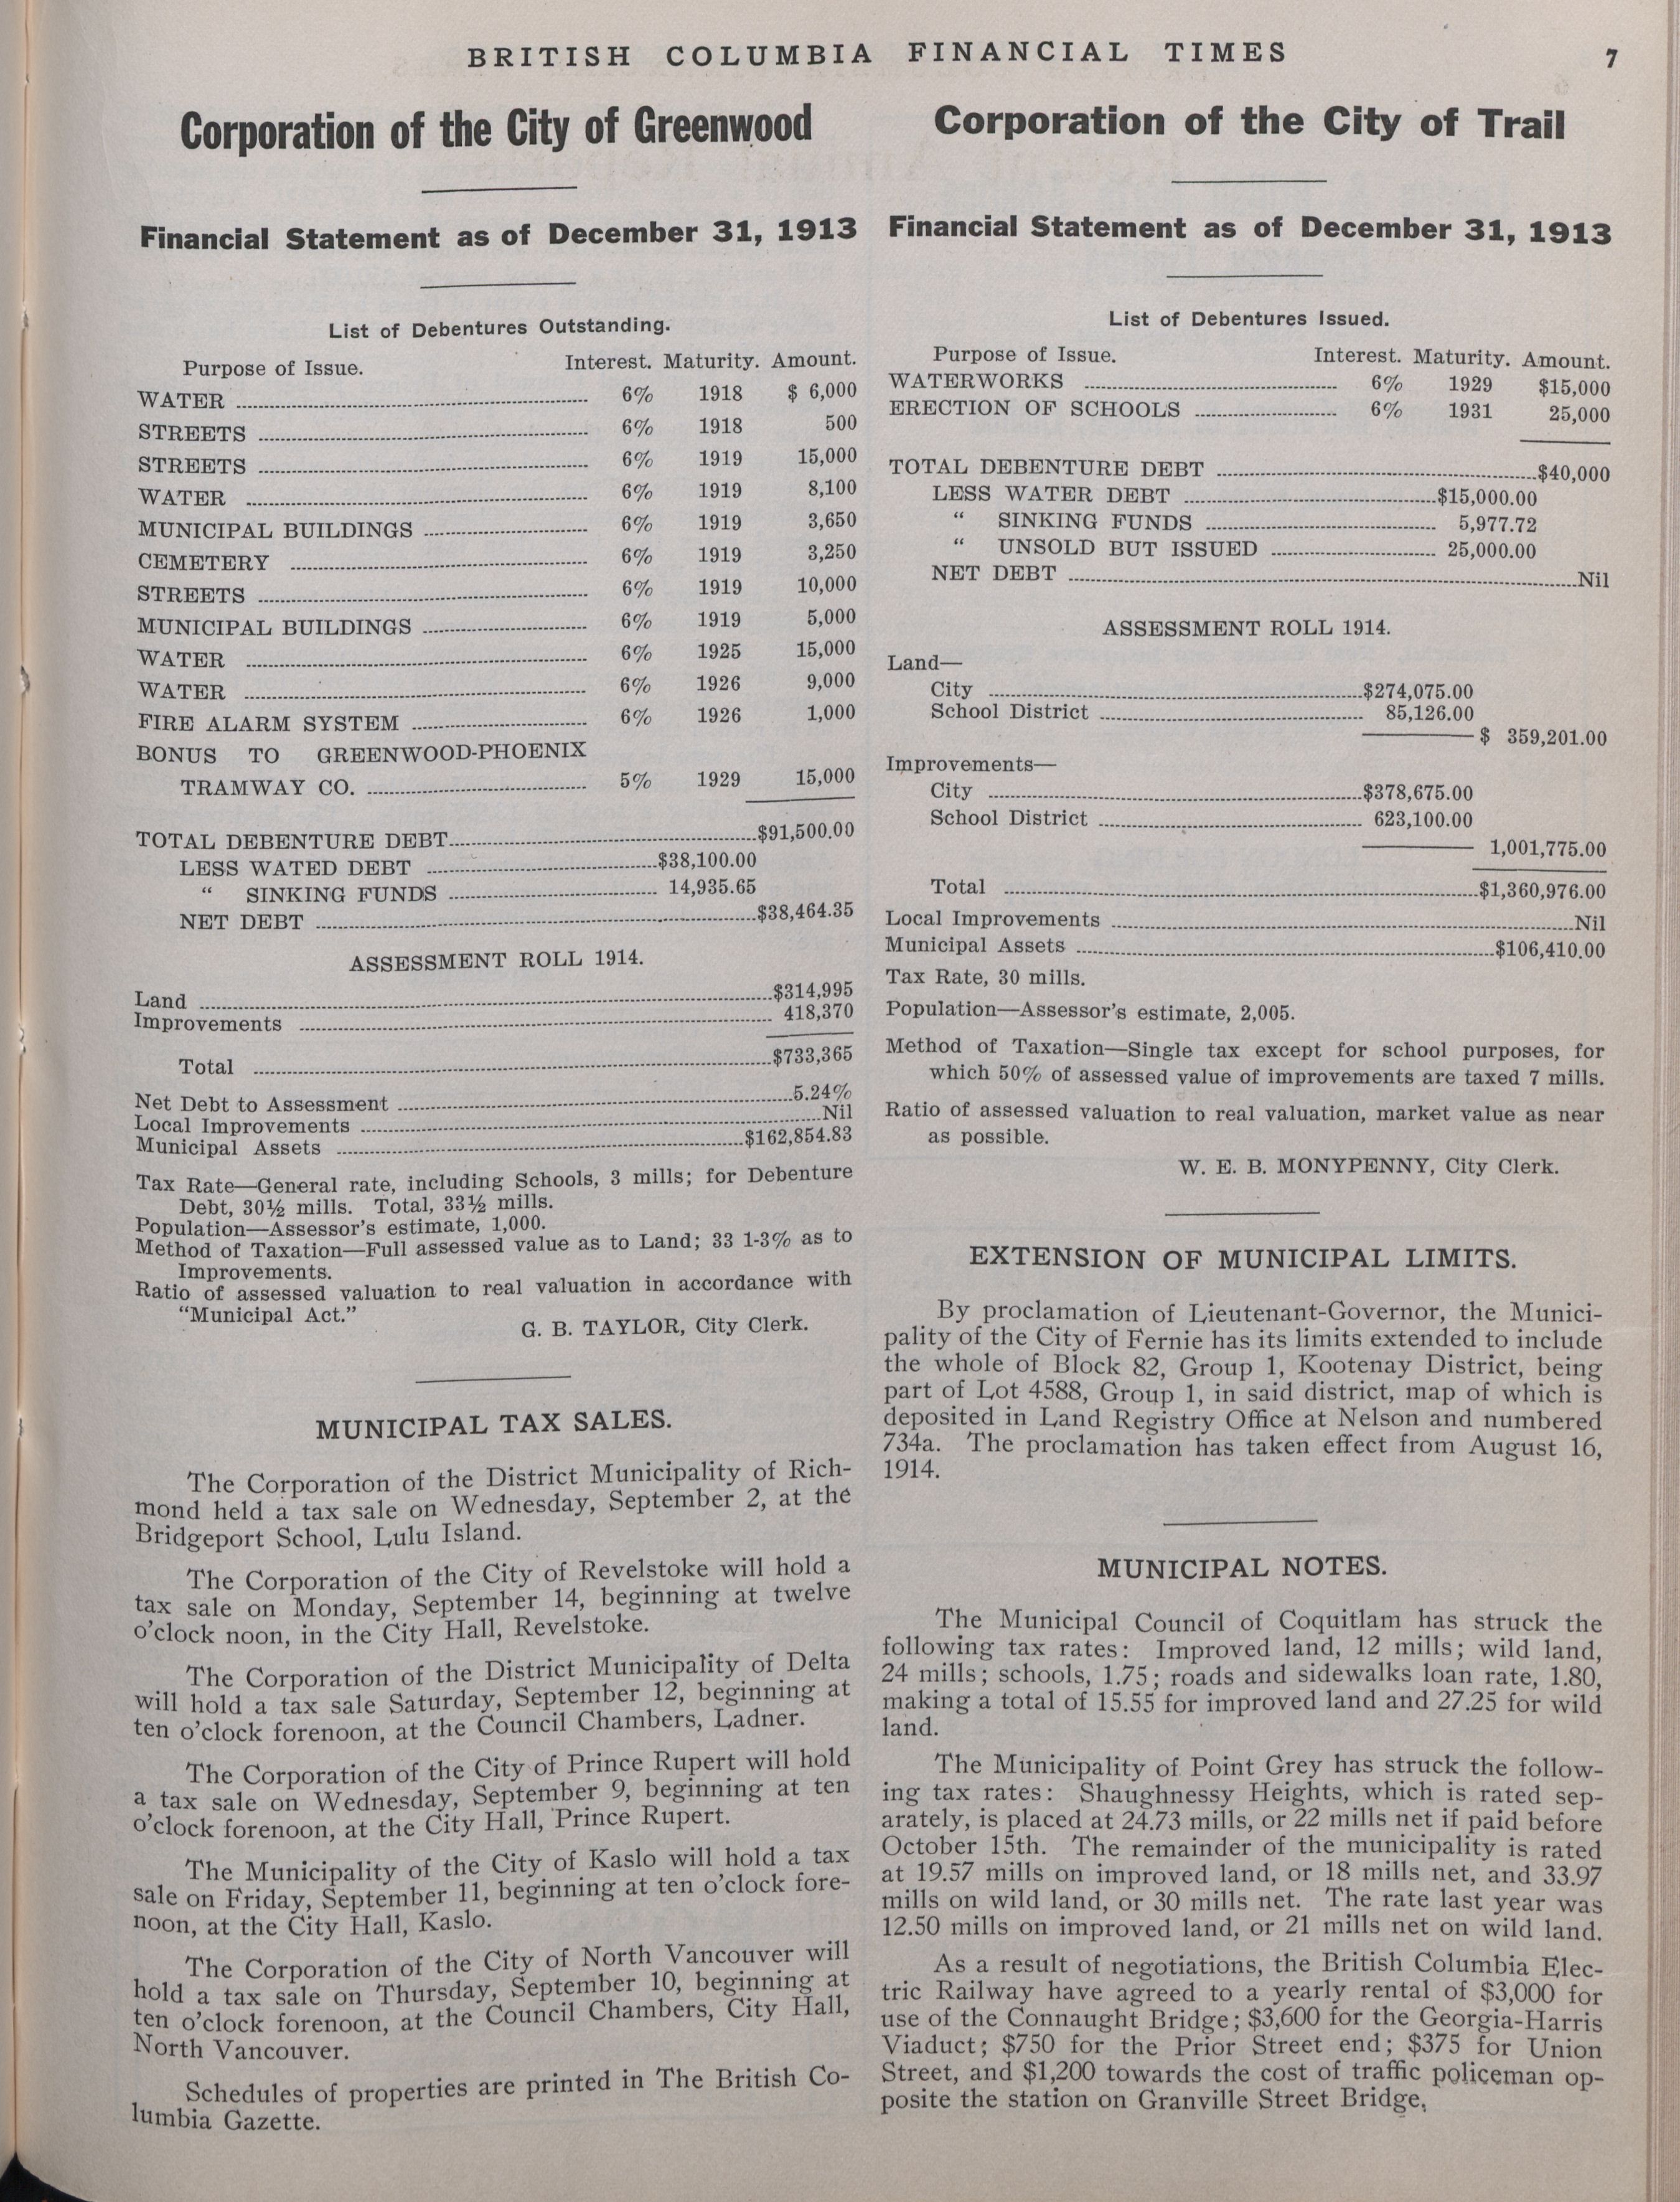 BRITISH COLUMBIA FINANCIAL TIMES 7
Corporation of the City of Greenwood
Financial Statement as of December 31, 1913
List of Debentures Outstanding.
Purpose of Issue. Interest. Maturity. Amount.
WATER 6% 1918 $ 6,000
STREETS 6% 1918 500
STREETS 6% 1919 15,000
WATER 6% 1919 8,100
MUNICIPAL BUILDINGS 6% 1919 3,650
CEMETERY 6% 1919 3,250
STREETS 6% 1919 10,000
MUNICIPAL BUILDINGS 6% 1919 5,000
WATER 6% 1925 15,000
WATER 6% 1926 9,000
FIRE ALARM SYSTEM 6% 1926 1,000
BONUS TO GREENWOOD-PHOENIX
TRAMWAY CO. 5% 1929 15,000
TOTAL DEBENTURE DEBT $91,500.00
LESS WATED DEBT $38,100.00
“ SINKING FUNDS 14,935.65
NET DEBT $38,464.35
ASSESSMENT ROLL 1914.
Land $314,995
Improvements 418,370
Total $733,365
Net Debt to Assessment 5.24%
Local Improvements Nil
Municipal Assets $162,854.83
Tax Rate—General rate, including Schools, 3 mills; for Debenture
Debt, 30½ mills. Total, 33½ mills.
Population—Assessor's estimate, 1,000.
Method of Taxation—Full assessed value as to Land; 33 1-3% as to
Improvements.
Ratio of assessed valuation to real valuation in accordance with
“Municipal Act.”
G. B. TAYLOR, City Clerk.
MUNICIPAL TAX SALES.
The Corporation of the District Municipality of Rich-
mond held a tax sale on Wednesday, September 2, at the
Bridgeport School, Lulu Island.
The Corporation of the City of Revelstoke will hold a
tax sale on Monday, September 14, beginning at twelve
o'clock noon, in the City Hall, Revelstoke.
The Corporation of the District Municipality of Delta
will hold a tax sale Saturday, September 12, beginning at
ten o'clock forenoon, at the Council Chambers, Ladner.
The Corporation of the City of Prince Rupert will hold
a tax sale on Wednesday, September 9, beginning at ten
o'clock forenoon, at the City Hall, Prince Rupert.
The Municipality of the City of Kaslo will hold a tax
sale on Friday, September 11, beginning at ten o'clock fore-
noon, at the City Hall, Kaslo.
The Corporation of the City of North Vancouver will
hold a tax sale on Thursday, September 10, beginning at
ten o'clock forenoon, at the Council Chambers, City Hall,
North Vancouver.
Schedules of properties are printed in The British Co-
lumbia Gazette.
Corporation of the City of Trail
Financial Statement as of December 31, 1913
List of Debentures Issued.
Purpose of Issue. Interest. Maturity. Amount.
WATERWORKS 6% 1929 $15,000
ERECTION OF SCHOOLS 6% 1931 25,000
TOTAL DEBENTURE DEBT $40,000
LESS WATER DEBT $15,000.00
“ SINKING FUNDS 5,977.72
“ UNSOLD BUT ISSUED 25,000.00
NET DEBT Nil
ASSESSMENT ROLL 1914.
Land—
City $274,075.00
School District 85,126.00
$ 359,201.00
Improvements—
City $378,675.00
School District 623,100.00
1,001,775.00
Total $1,360,976.00
Local Improvements Nil
Municipal Assets $106,410.00
Tax Rate, 30 mills.
Population—Assessor's estimate, 2,005.
Method of Taxation—Single tax except for school purposes, for
which 50% of assessed value of improvements are taxed 7 mills.
Ratio of assessed valuation to real valuation, market value as near
as possible.
W. E. B. MONYPENNY, City Clerk.
EXTENSION OF MUNICIPAL LIMITS.
By proclamation of Lieutenant-Governor, the Munici-
pality of the City of Fernie has its limits extended to include
the whole of Block 82, Group 1, Kootenay District, being
part of Lot 4588, Group 1, in said district, map of which is
deposited in Land Registry Office at Nelson and numbered
734a. The proclamation has taken effect from August 16,
1914.
MUNICIPAL NOTES.
The Municipal Council of Coquitlam has struck the
following tax rates: Improved land, 12 mills; wild land,
24 mills; schools, 1.75; roads and sidewalks loan rate, 1.80,
making a total of 15.55 for improved land and 27.25 for wild
land.
The Municipality of Point Grey has struck the follow-
ing tax rates: Shaughnessy Heights, which is rated sep-
arately, is placed at 24.73 mills, or 22 mills net if paid before
October 15th. The remainder of the municipality is rated
at 19.57 mills on improved land, or 18 mills net, and 33.97
mills on wild land, or 30 mills net. The rate last year was
12.50 mills on improved land, or 21 mills net on wild land.
As a result of negotiations, the British Columbia Elec-
tric Railway have agreed to a yearly rental of $3,000 for
use of the Connaught Bridge; $3,600 for the Georgia-Harris
Viaduct; $750 for the Prior Street end; $375 for Union
Street, and $1,200 towards the cost of traffic policeman op-
posite the station on Granville Street Bridge.